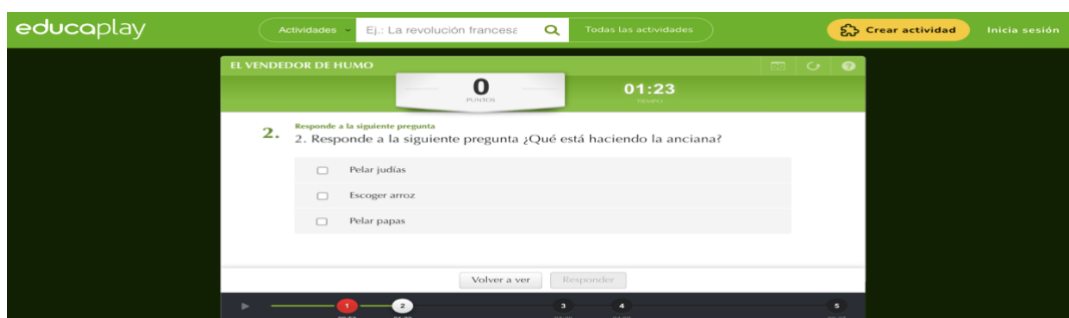 educaplay
Actividades
Ej.: La revolución francesa
Todas las actividades
Crear actividad
Inicia sesión
EL VENDEDOR DE HUMO
0
PUNTOS
01:23
TIEMPO
2.
Responde a la siguiente pregunta
2. Responde a la siguiente pregunta ¿Qué está haciendo la anciana?
Pelar judías
Escoger arroz
Pelar papas
Volver a ver
Responder
1
2
3
4
5